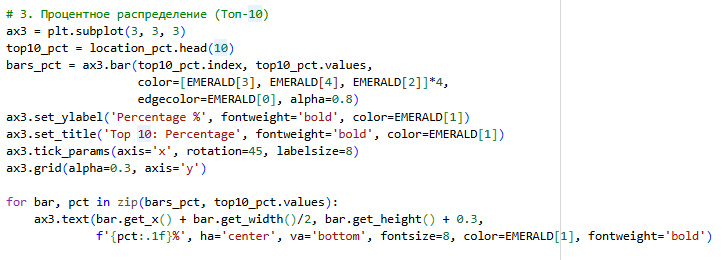 # 3. Процентное распределение (Топ-10)
ax3 = plt.subplot(3, 3, 3)
top10_pct = location_pct.head(10)
bars_pct = ax3.bar(top10_pct.index, top10_pct.values,
                   color=[EMERALD[3], EMERALD[4], EMERALD[2]]*4,
                   edgecolor=EMERALD[0], alpha=0.8)
ax3.set_ylabel('Percentage %', fontweight='bold', color=EMERALD[1])
ax3.set_title('Top 10: Percentage', fontweight='bold', color=EMERALD[1])
ax3.tick_params(axis='x', rotation=45, labelsize=8)
ax3.grid(alpha=0.3, axis='y')

for bar, pct in zip(bars_pct, top10_pct.values):
    ax3.text(bar.get_x() + bar.get_width()/2, bar.get_height() + 0.3,
             f'{pct:.1f}%', ha='center', va='bottom', fontsize=8, color=EMERALD[1], fontweight='bold')